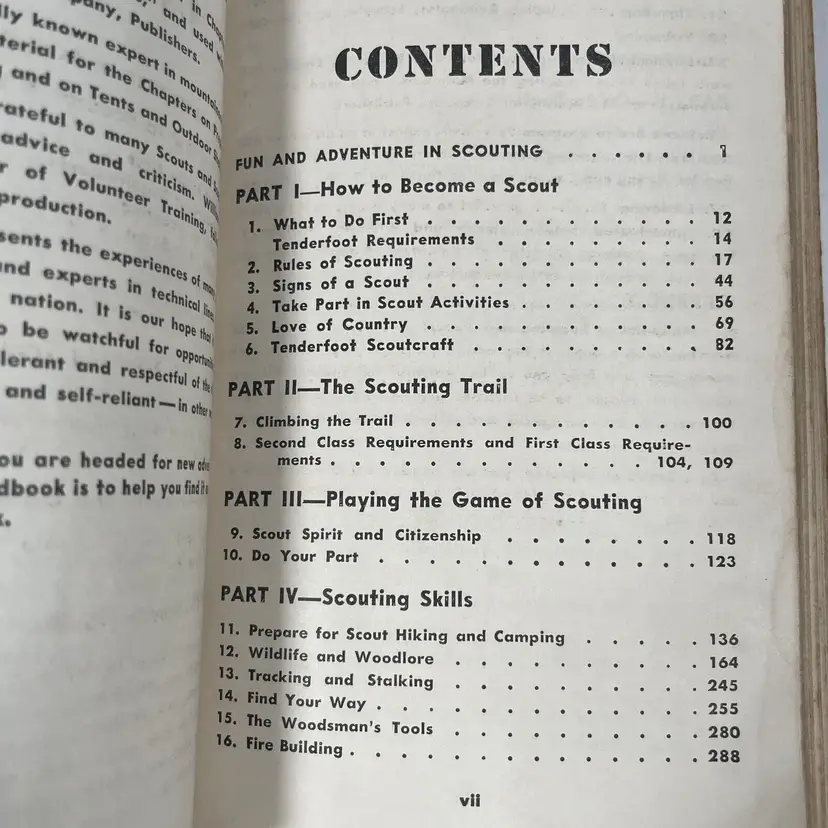 in Chap
pany, Publishers.
and used w
lly known expert in mountaine
terial for the Chapters on
and on Tents and Outdoor
rateful to many Scouts and
advice and criticism.
r of Volunteer Training,
production.
sents the experiences of many
nd experts in technical lines
nation. It is our hope that
o be watchful for opportuni
lerant and respectful of the
and self-reliant—in other
ou are headed for new adve
dbook is to help you find it
k.
CONTENTS
FUN AND ADVENTURE IN SCOUTING . . . . . . 1
PART I—How to Become a Scout
1. What to Do First . . . . . . . . . . . . 12
Tenderfoot Requirements . . . . . . . . . 14
2. Rules of Scouting . . . . . . . . . . . . 17
3. Signs of a Scout . . . . . . . . . . . . 44
4. Take Part in Scout Activities . . . . . . . . 56
5. Love of Country . . . . . . . . . . . . 69
6. Tenderfoot Scoutcraft . . . . . . . . . . 82
PART II—The Scouting Trail
7. Climbing the Trail . . . . . . . . . . . . 100
8. Second Class Requirements and First Class Require-
ments . . . . . . . . . . . . . 104, 109
PART III—Playing the Game of Scouting
9. Scout Spirit and Citizenship . . . . . . . . 118
10. Do Your Part . . . . . . . . . . . . . 123
PART IV—Scouting Skills
11. Prepare for Scout Hiking and Camping . . . . . 136
12. Wildlife and Woodlore . . . . . . . . . . 164
13. Tracking and Stalking . . . . . . . . . . 245
14. Find Your Way . . . . . . . . . . . . . 255
15. The Woodsman's Tools . . . . . . . . . . 280
16. Fire Building . . . . . . . . . . . . . . 288
vii